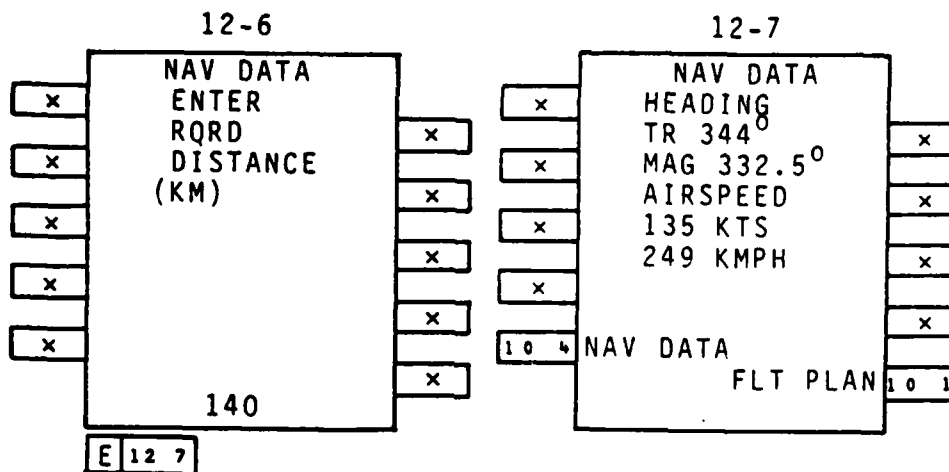 12-6
NAV DATA
× ENTER
RQRD ×
× DISTANCE
(KM) ×
×
×
×
×
×
140 ×
E 12 7
12-7
NAV DATA
× HEADING
TR 344° ×
× MAG 332.5°
AIRSPEED ×
× 135 KTS
249 KMPH ×
×
×
10 4 NAV DATA
FLT PLAN 10 1